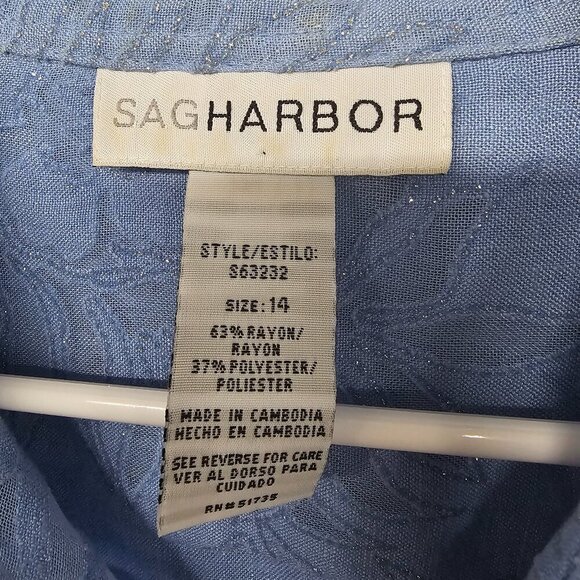 SAGHARBOR
STYLE/ESTILO:
S63232
SIZE: 14
63% RAYON/
RAYON
37% POLYESTER/
POLIESTER
MADE IN CAMBODIA
HECHO EN CAMBODIA
SEE REVERSE FOR CARE
VER AL DORSO PARA
CUIDADO
RN# 51735